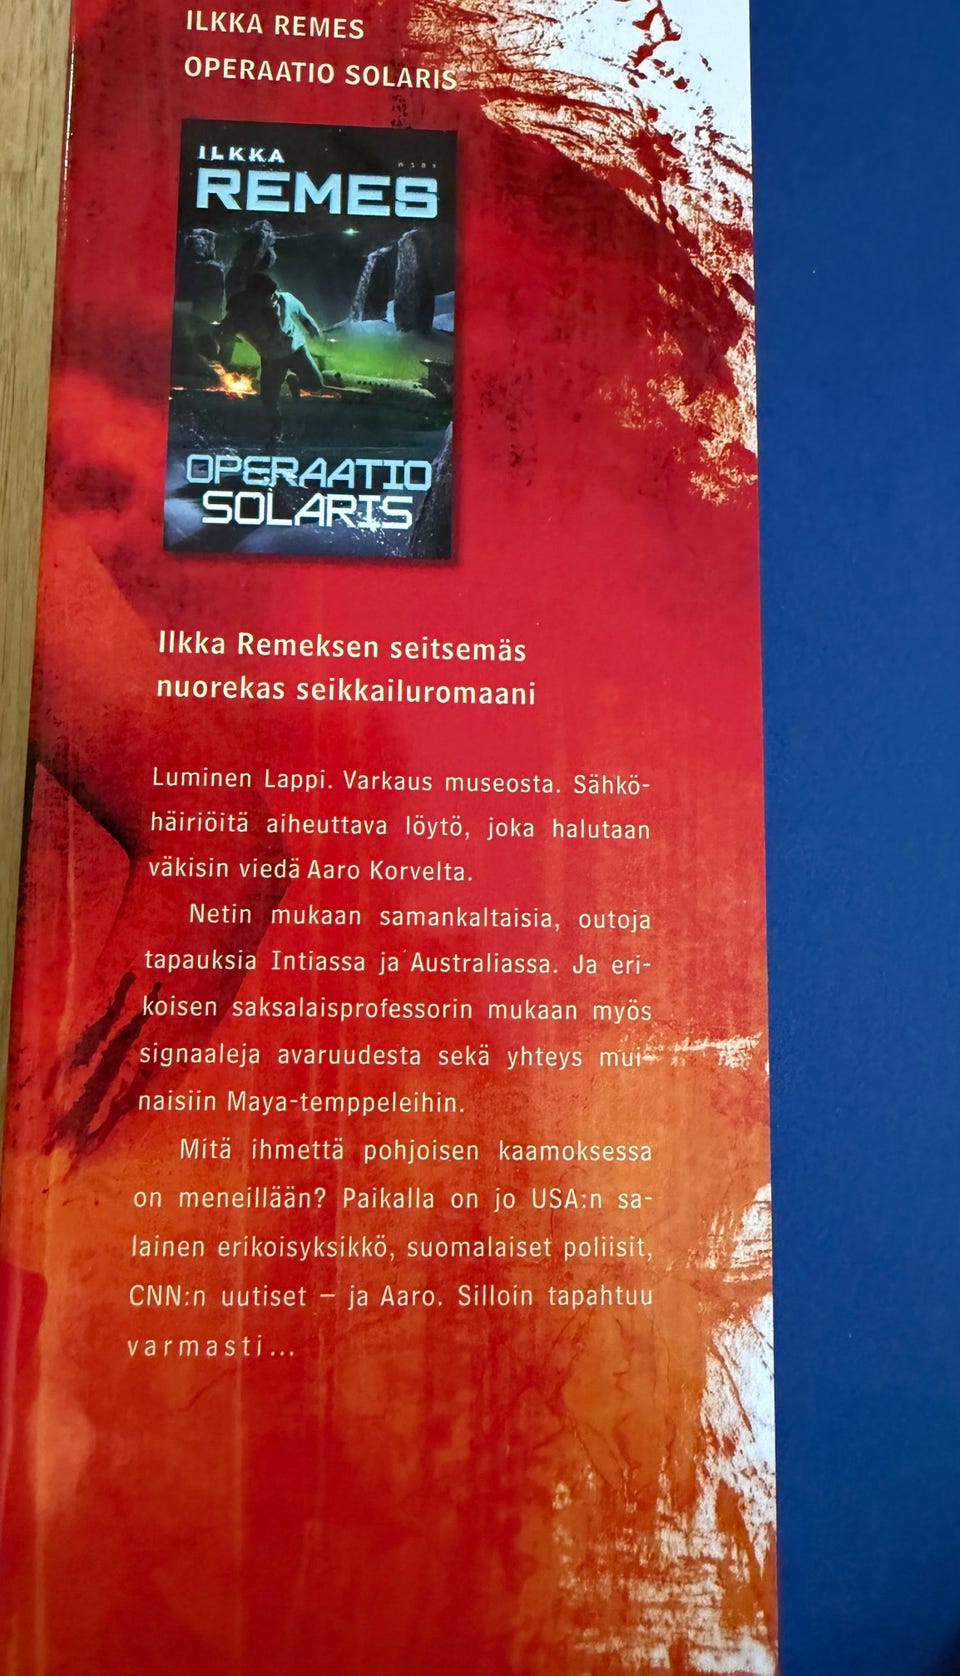 ILKKA REMES
OPERAATIO SOLARIS
ILKKA
REMES
OPERAATIO
SOLARIS
Ilkka Remeksen seitsemäs
nuorekas seikkailuromaani
Luminen Lappi. Varkaus museosta. Sähkö-
häiriöitä aiheuttava löytö, joka halutaan
väkisin viedä Aaro Korvelta.
Netin mukaan samankaltaisia, outoja
tapauksia Intiassa ja Australiassa. Ja eri-
koisen saksalaisprofessorin mukaan myös
signaaleja avaruudesta sekä yhteys mui-
naisiin Maya-temppeleihin.
Mitä ihmettä pohjoisen kaamoksessa
on meneillään? Paikalla on jo USA:n sa-
lainen erikoisyksikkö, suomalaiset poliisit,
CNN:n uutiset – ja Aaro. Silloin tapahtuu
varmasti...